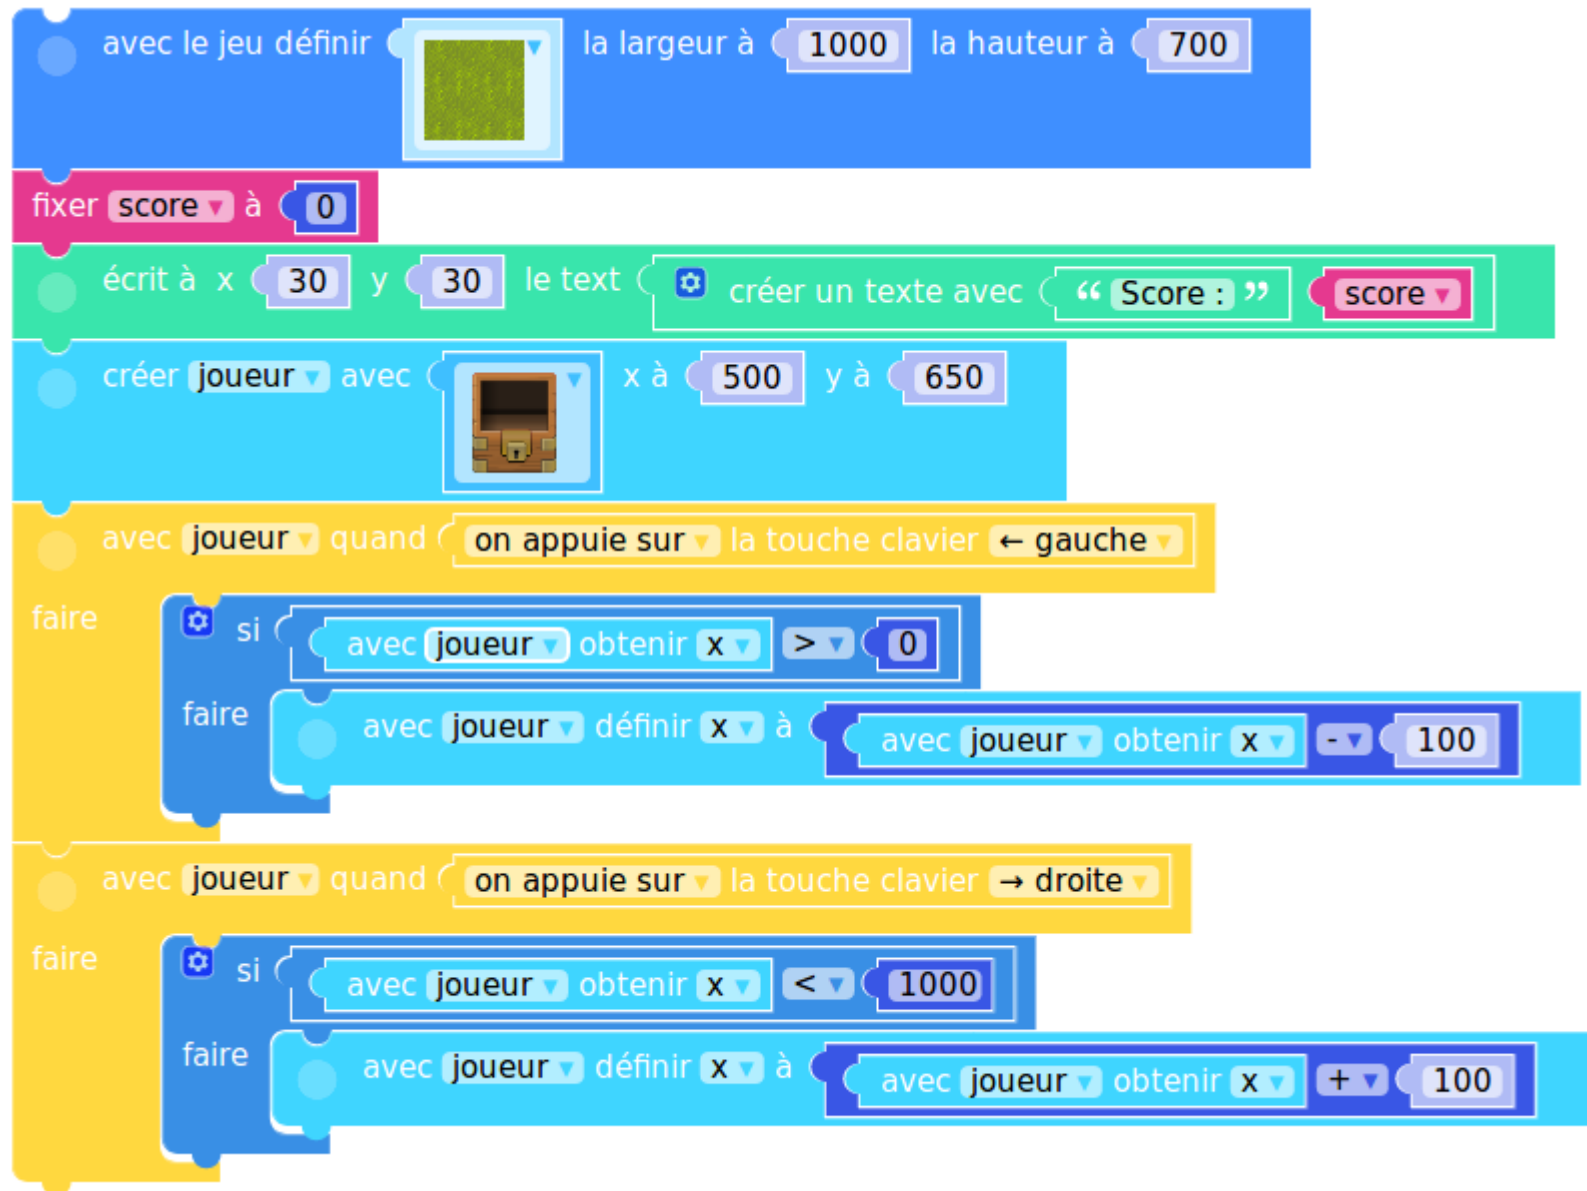 avec le jeu définir ▼ la largeur à 1000 la hauteur à 700
fixer score ▼ à 0
écrit à x 30 y 30 le text créer un texte avec “ Score : ” score ▼
créer joueur ▼ avec ▼ x à 500 y à 650
avec joueur ▼ quand on appuie sur ▼ la touche clavier ← gauche ▼
faire si avec joueur ▼ obtenir x ▼ > ▼ 0
faire avec joueur ▼ définir x ▼ à avec joueur ▼ obtenir x ▼ - ▼ 100
avec joueur ▼ quand on appuie sur ▼ la touche clavier → droite ▼
faire si avec joueur ▼ obtenir x ▼ < ▼ 1000
faire avec joueur ▼ définir x ▼ à avec joueur ▼ obtenir x ▼ + ▼ 100